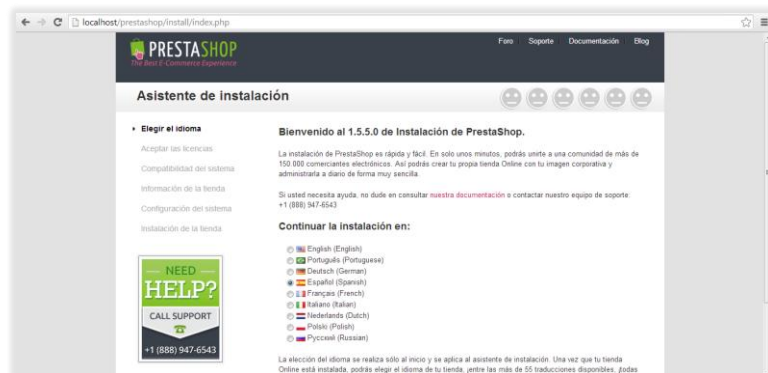 localhost/prestashop/install/index.php
PRESTASHOP
The Best E-Commerce Experience
Foro Soporte Documentación Blog
Asistente de instalación
Elegir el idioma
Aceptar las licencias
Compatibilidad del sistema
Información de la tienda
Configuración del sistema
Instalación de la tienda
NEED
HELP?
CALL SUPPORT
+1 (888) 947-6543
Bienvenido al 1.5.5.0 de Instalación de PrestaShop.
La instalación de PrestaShop es rápida y fácil. En solo unos minutos, podrás unirte a una comunidad de más de
150.000 comerciantes electrónicos. Así podrás crear tu propia tienda Online con tu imagen corporativa y
administrarla a diario de forma muy sencilla.
Si usted necesita ayuda, no dude en consultar nuestra documentación o contactar nuestro equipo de soporte:
+1 (888) 947-6543
Continuar la instalación en:
English (English)
Português (Portuguese)
Deutsch (German)
Español (Spanish)
Français (French)
Italiano (Italian)
Nederlands (Dutch)
Polski (Polish)
Русский (Russian)
La elección del idioma se realiza sólo al inicio y se aplica al asistente de instalación. Una vez que tu tienda
Online está instalada, podrás elegir el idioma de tu tienda, ¡entre las más de 55 traducciones disponibles, ¡todas